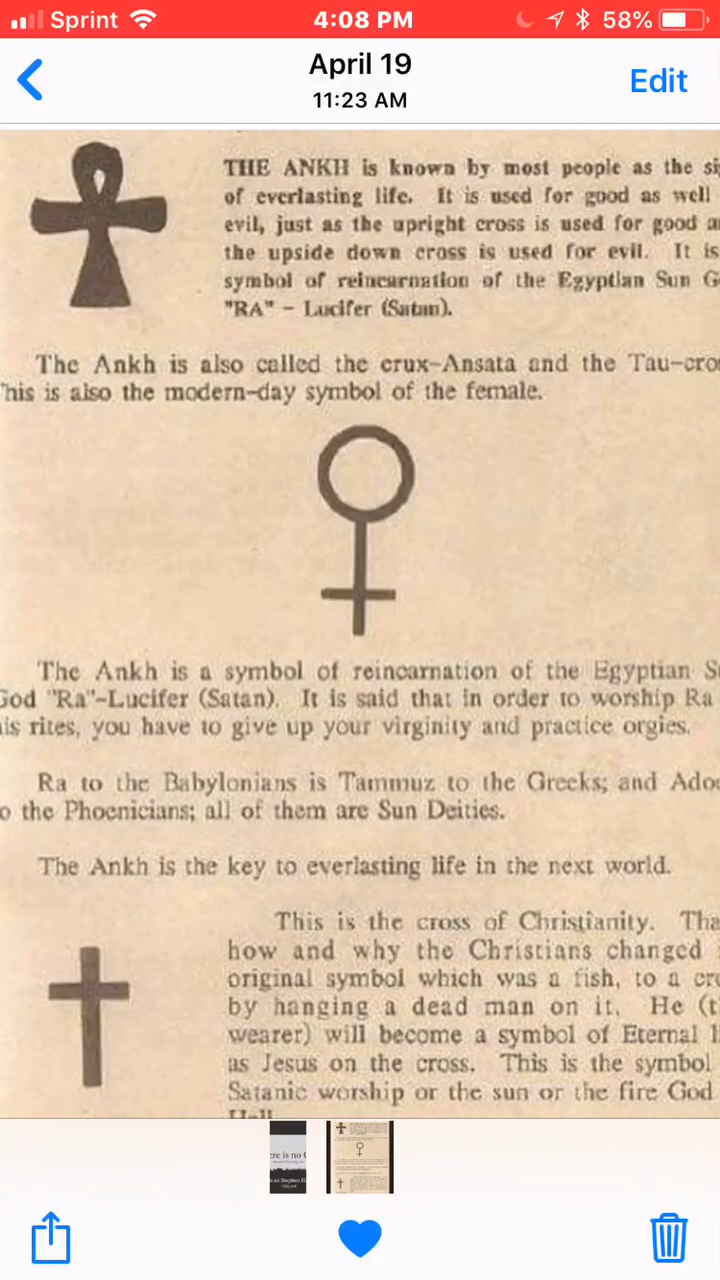 Sprint 4:08 PM 58%
April 19
11:23 AM
Edit
THE ANKH is known by most people as the
of everlasting life. It is used for good as well
evil, just as the upright cross is used for good
the upside down cross is used for evil. It is
symbol of reincarnation of the Egyptian Sun
"RA" - Lucifer (Satan).
The Ankh is also called the crux-Ansata and the
This is also the modern-day symbol of the female.
The Ankh is a symbol of reincarnation of the Egyptian
God "Ra"-Lucifer (Satan). It is said that in order to worship Ra
his rites, you have to give up your virginity and practice orgies.
Ra to the Babylonians is Tammuz to the Greeks; and
to the Phoenicians; all of them are Sun Deities.
The Ankh is the key to everlasting life in the next world.
This is the cross of Christianity.
how and why the Christians changed
original symbol which was a fish, to a
by hanging a dead man on it. He
wearer) will become a symbol of Eternal
as Jesus on the cross. This is the symbol
Satanic worship or the sun or the fire God